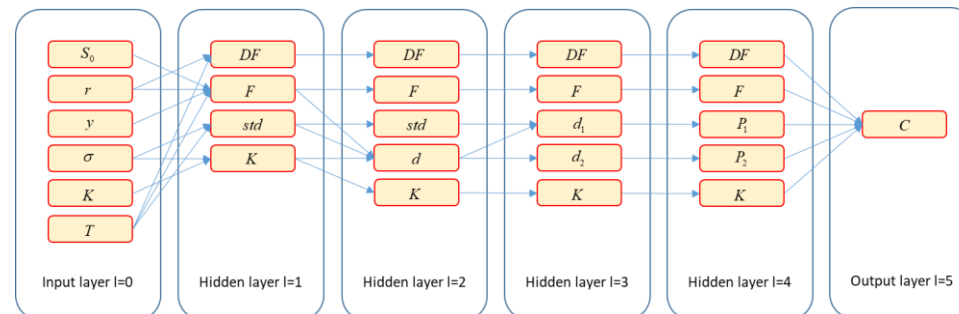 S₀
r
y
σ
K
T
Input layer l=0
DF
F
std
K
Hidden layer l=1
DF
F
std
d
K
Hidden layer l=2
DF
F
d₁
d₂
K
Hidden layer l=3
DF
F
P₁
P₂
K
Hidden layer l=4
C
Output layer l=5